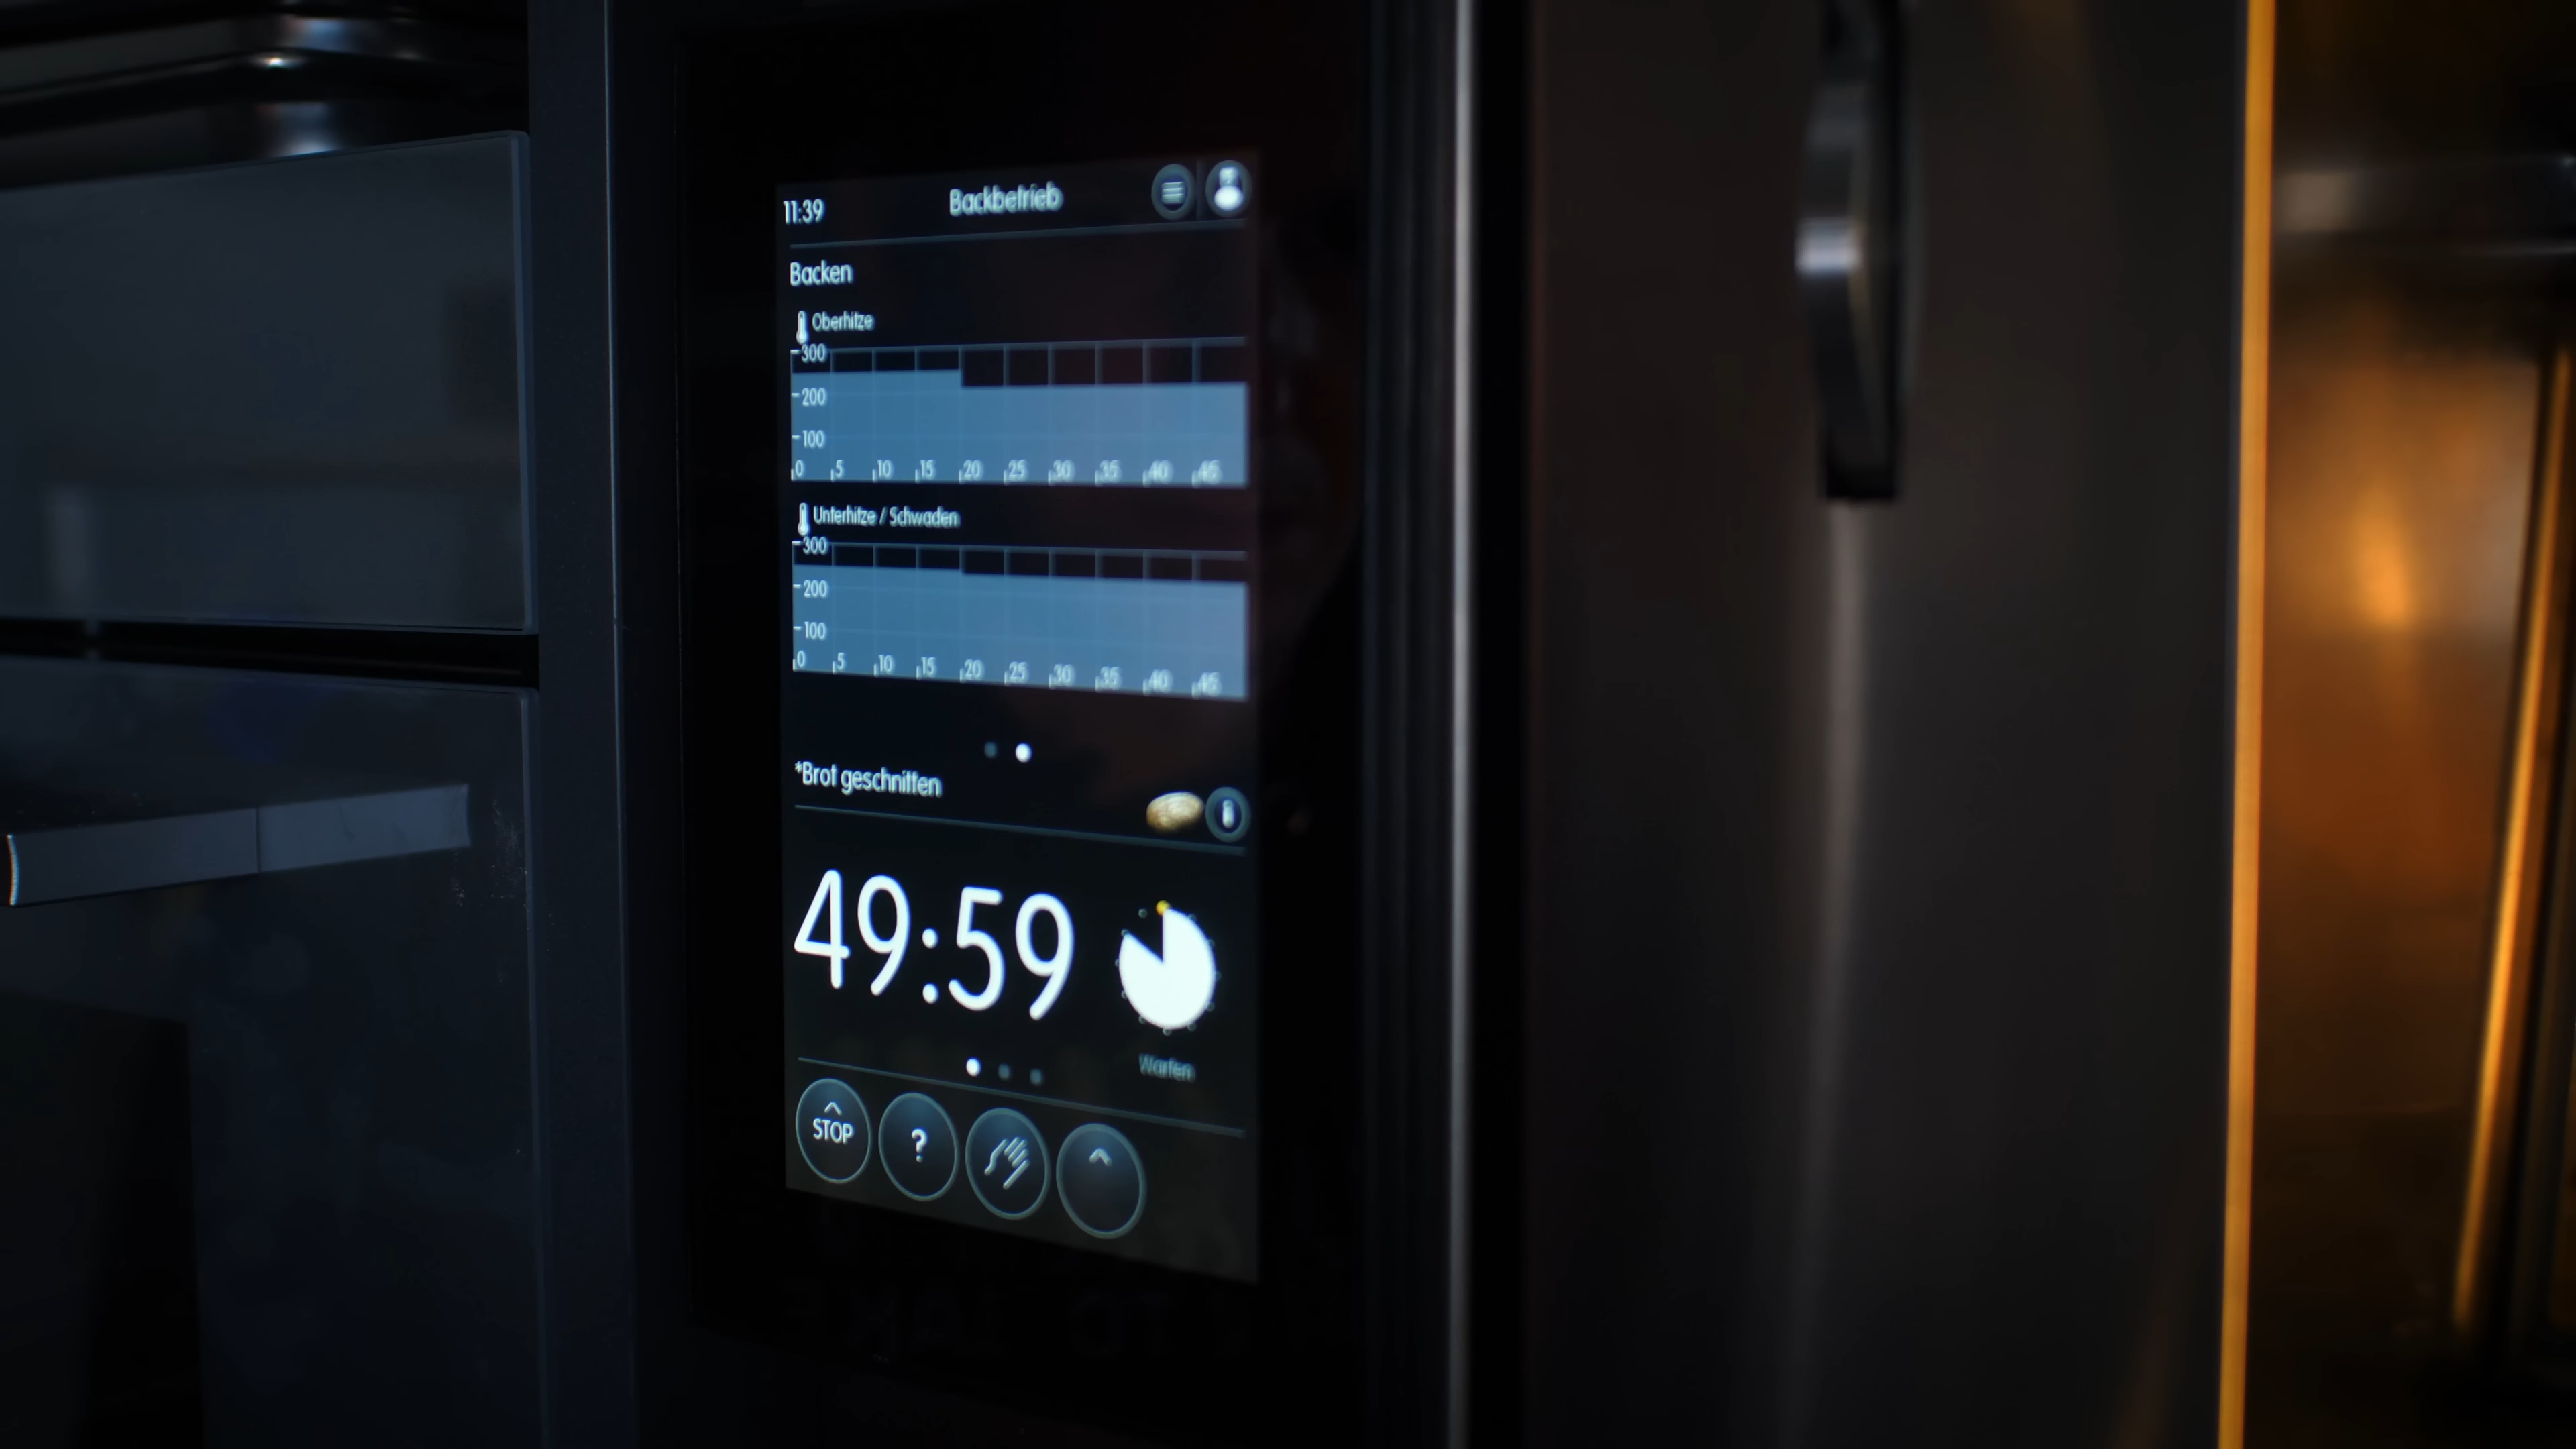 11:39 Backbetrieb
Backen
Oberhitze
300
200
100
0 5 10 15 20 25 30 35 40 45
Unterhitze / Schwaden
300
200
100
0 5 10 15 20 25 30 35 40 45
*Brot geschnitten
49:59
Warten
STOP ?